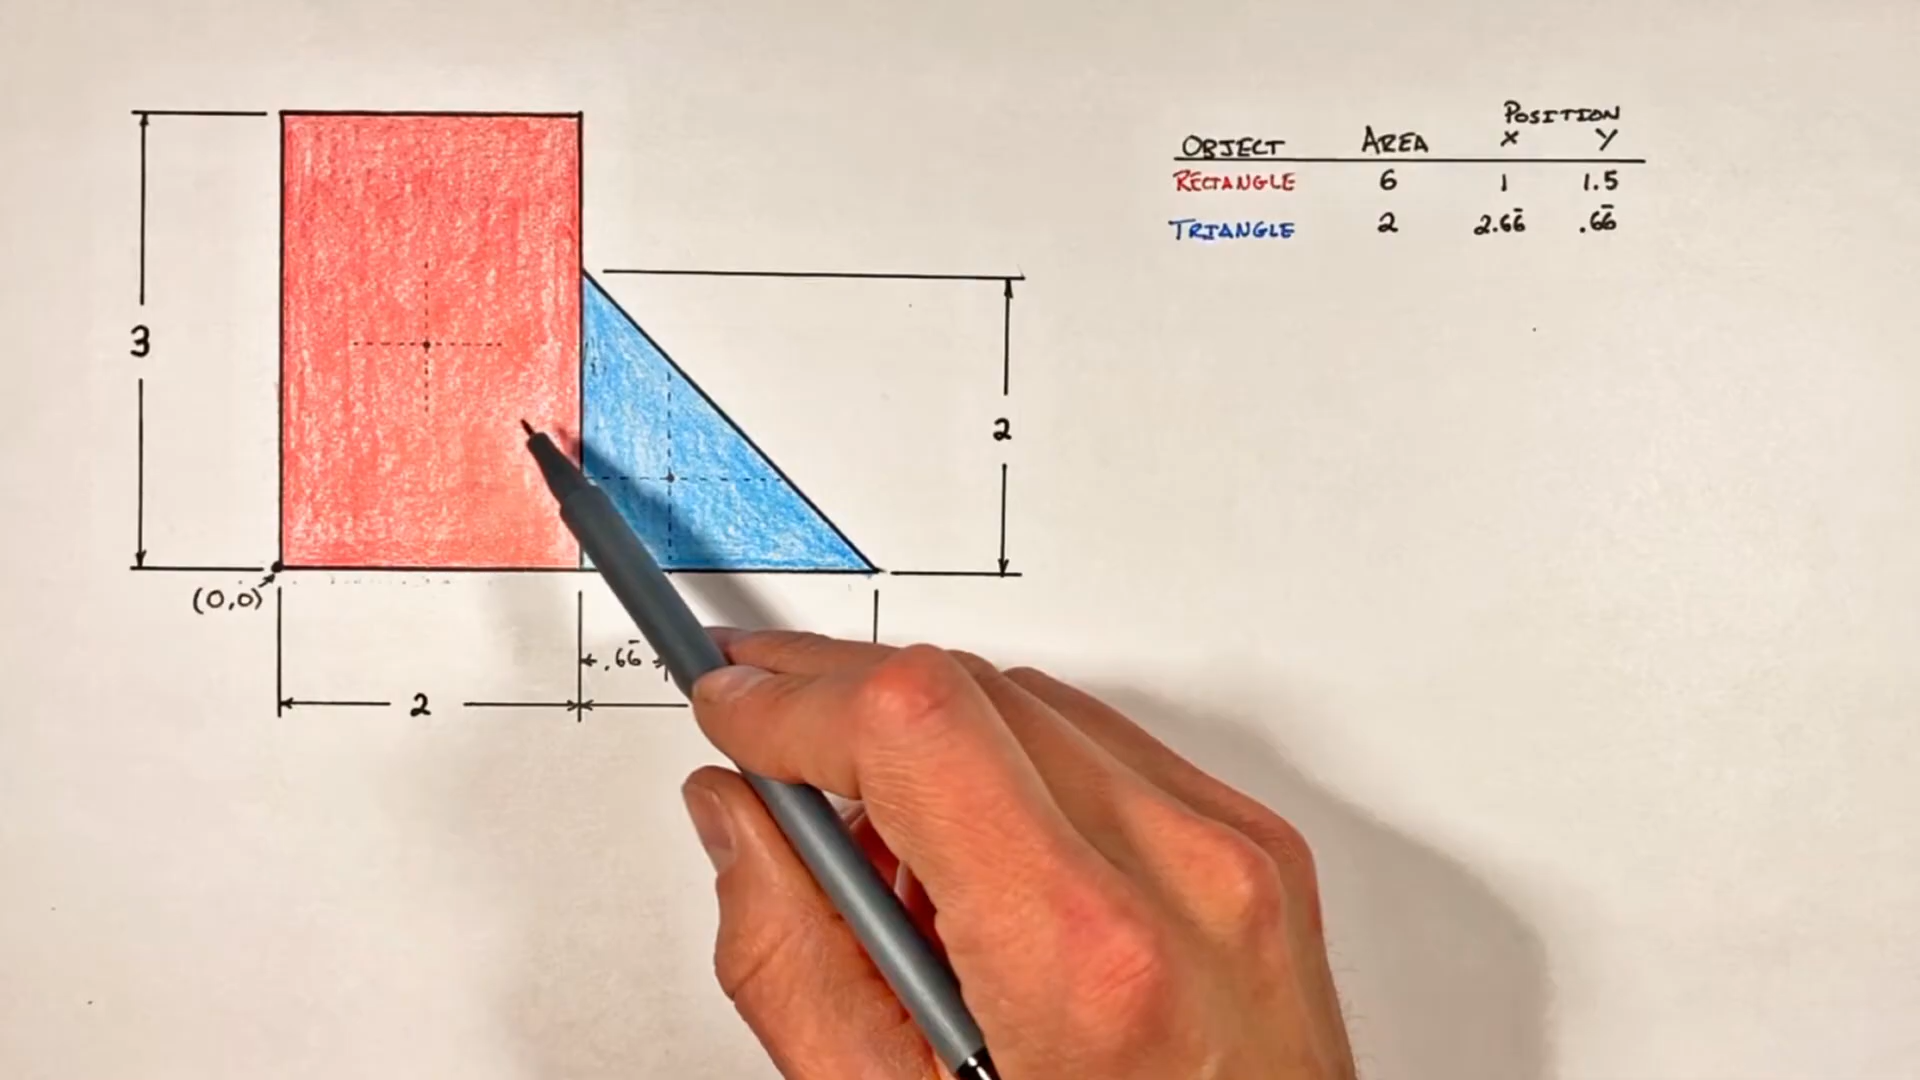 POSITION
OBJECT AREA X Y
RECTANGLE 6 1 1.5
TRIANGLE 2 2.66̅ .66̅
3
2
(0,0)
.66̅
2